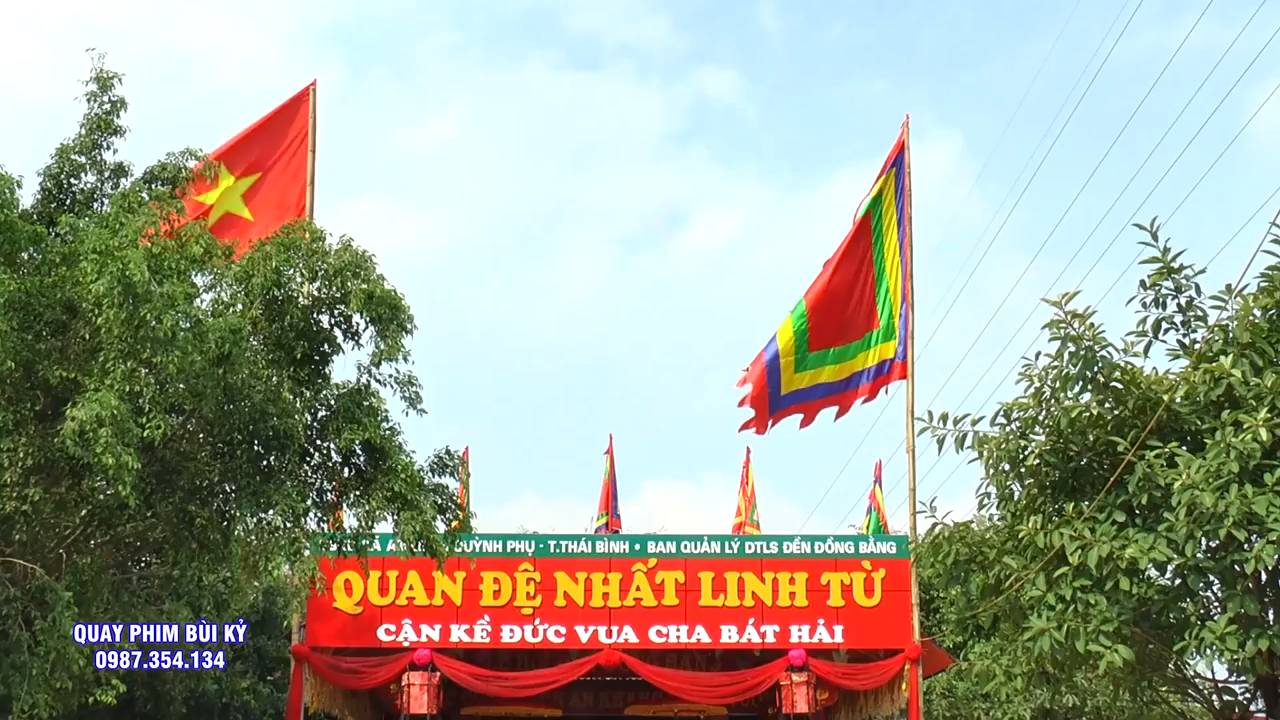 QUỲNH PHỤ - T.THÁI BÌNH • BAN QUẢN LÝ DTLS ĐỀN ĐỒNG BẰNG
QUAN ĐỆ NHẤT LINH TỪ
CẬN KỀ ĐỨC VUA CHA BÁT HẢI
QUAY PHIM BÙI KỶ
0987.354.134